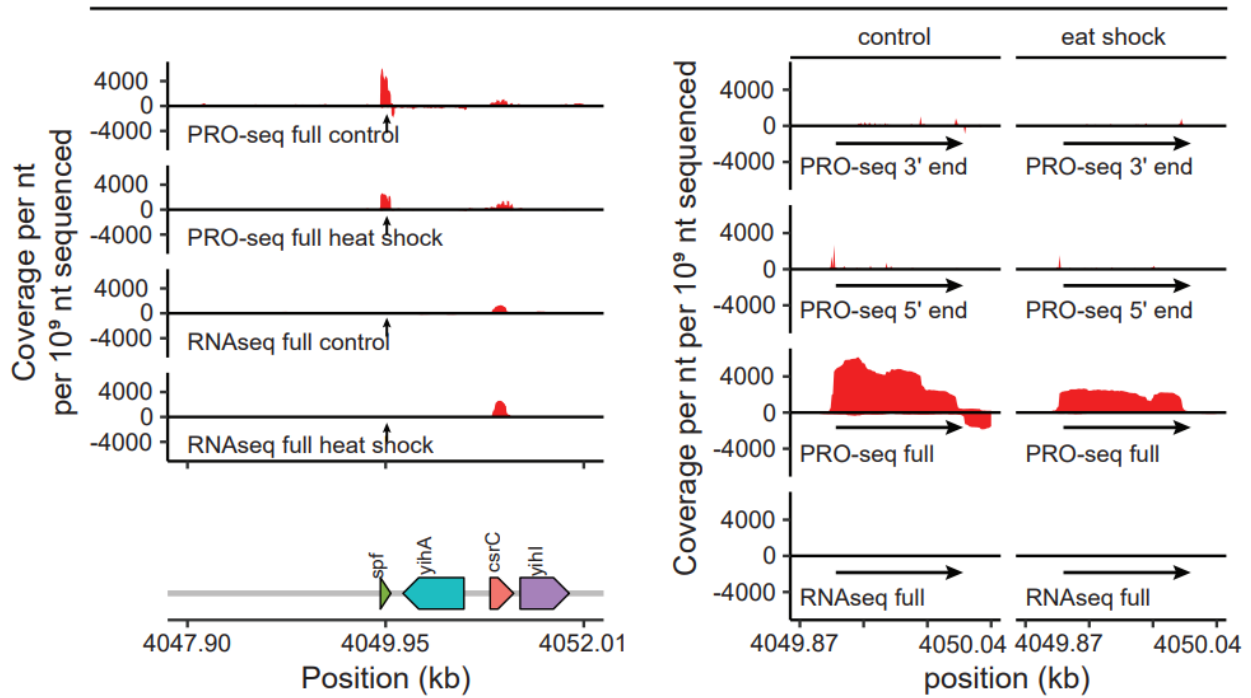 4000
0
-4000
PRO-seq full control
4000
0
-4000
PRO-seq full heat shock
4000
0
-4000
RNAseq full control
4000
0
-4000
RNAseq full heat shock
Coverage per nt
per 10⁹ nt sequenced
spf
yihA
csrC
yihI
4047.90
4049.95
4052.01
Position (kb)
control
eat shock
4000
0
-4000
PRO-seq 3' end
PRO-seq 3' end
4000
0
-4000
PRO-seq 5' end
PRO-seq 5' end
4000
0
-4000
PRO-seq full
PRO-seq full
4000
0
-4000
RNAseq full
RNAseq full
Coverage per nt per 10⁹ nt sequenced
4049.87
4050.04
4049.87
4050.04
position (kb)